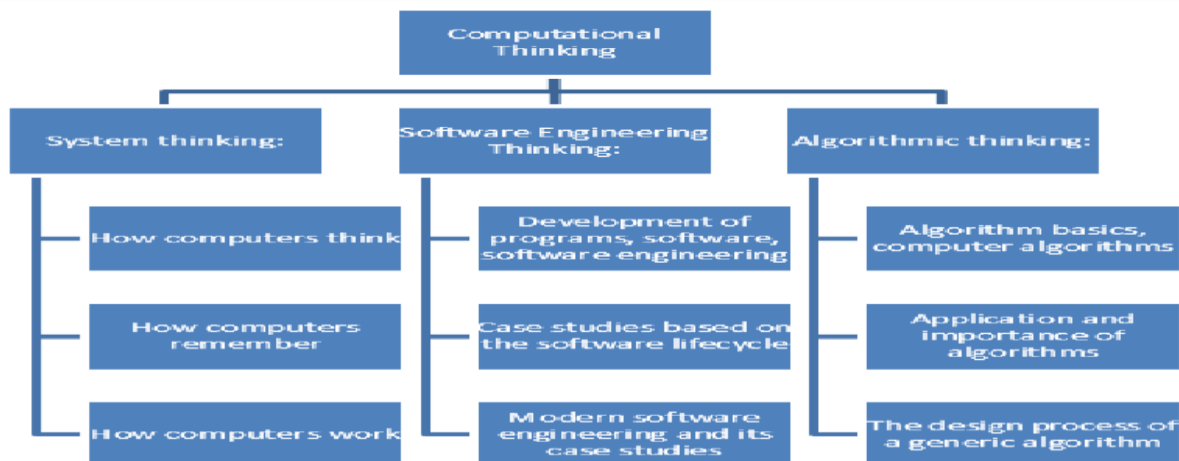 Computational
Thinking
System thinking:
How computers think
How computers
remember
How computers work
Software Engineering
Thinking:
Development of
programs, software,
software engineering
Case studies based on
the software lifecycle
Modern software
engineering and its
case studies
Algorithmic thinking:
Algorithm basics,
computer algorithms
Application and
importance of
algorithms
The design process of
a generic algorithm